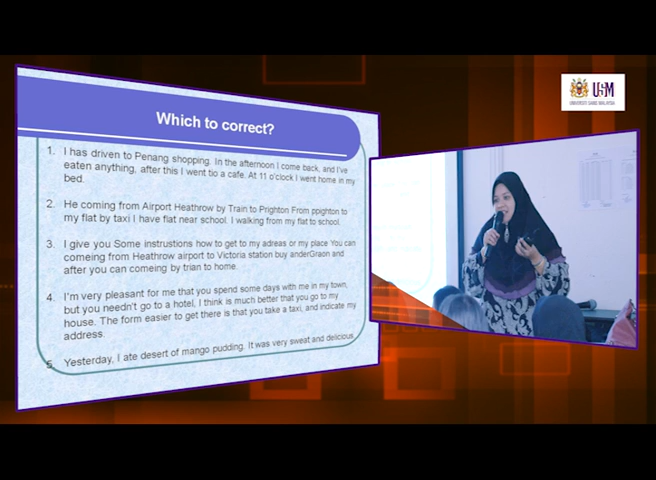 Which to correct?
1. I has driven to Penang shopping. In the afternoon I come back, and I've
eaten anything, after this I went tio a cafe. At 11 o'clock I went home in my
bed.
2. He coming from Airport Heathrow by Train to Prighton From ppighton to
my flat by taxi I have flat near school. I walking from my flat to school.
3. I give you Some instrustions how to get to my adreas or my place You can
comeing from Heathrow airport to Victoria station buy anderGraon and
after you can comeing by trian to home.
4. I'm very pleasant for me that you spend some days with me in my town,
but you needn't go to a hotel, I think is much better that you go to my
house. The form easier to get there is that you take a taxi, and indicate my
address.
5. Yesterday, I ate desert of mango pudding. It was very sweat and delicious.
USM
UNIVERSITI SAINS MALAYSIA